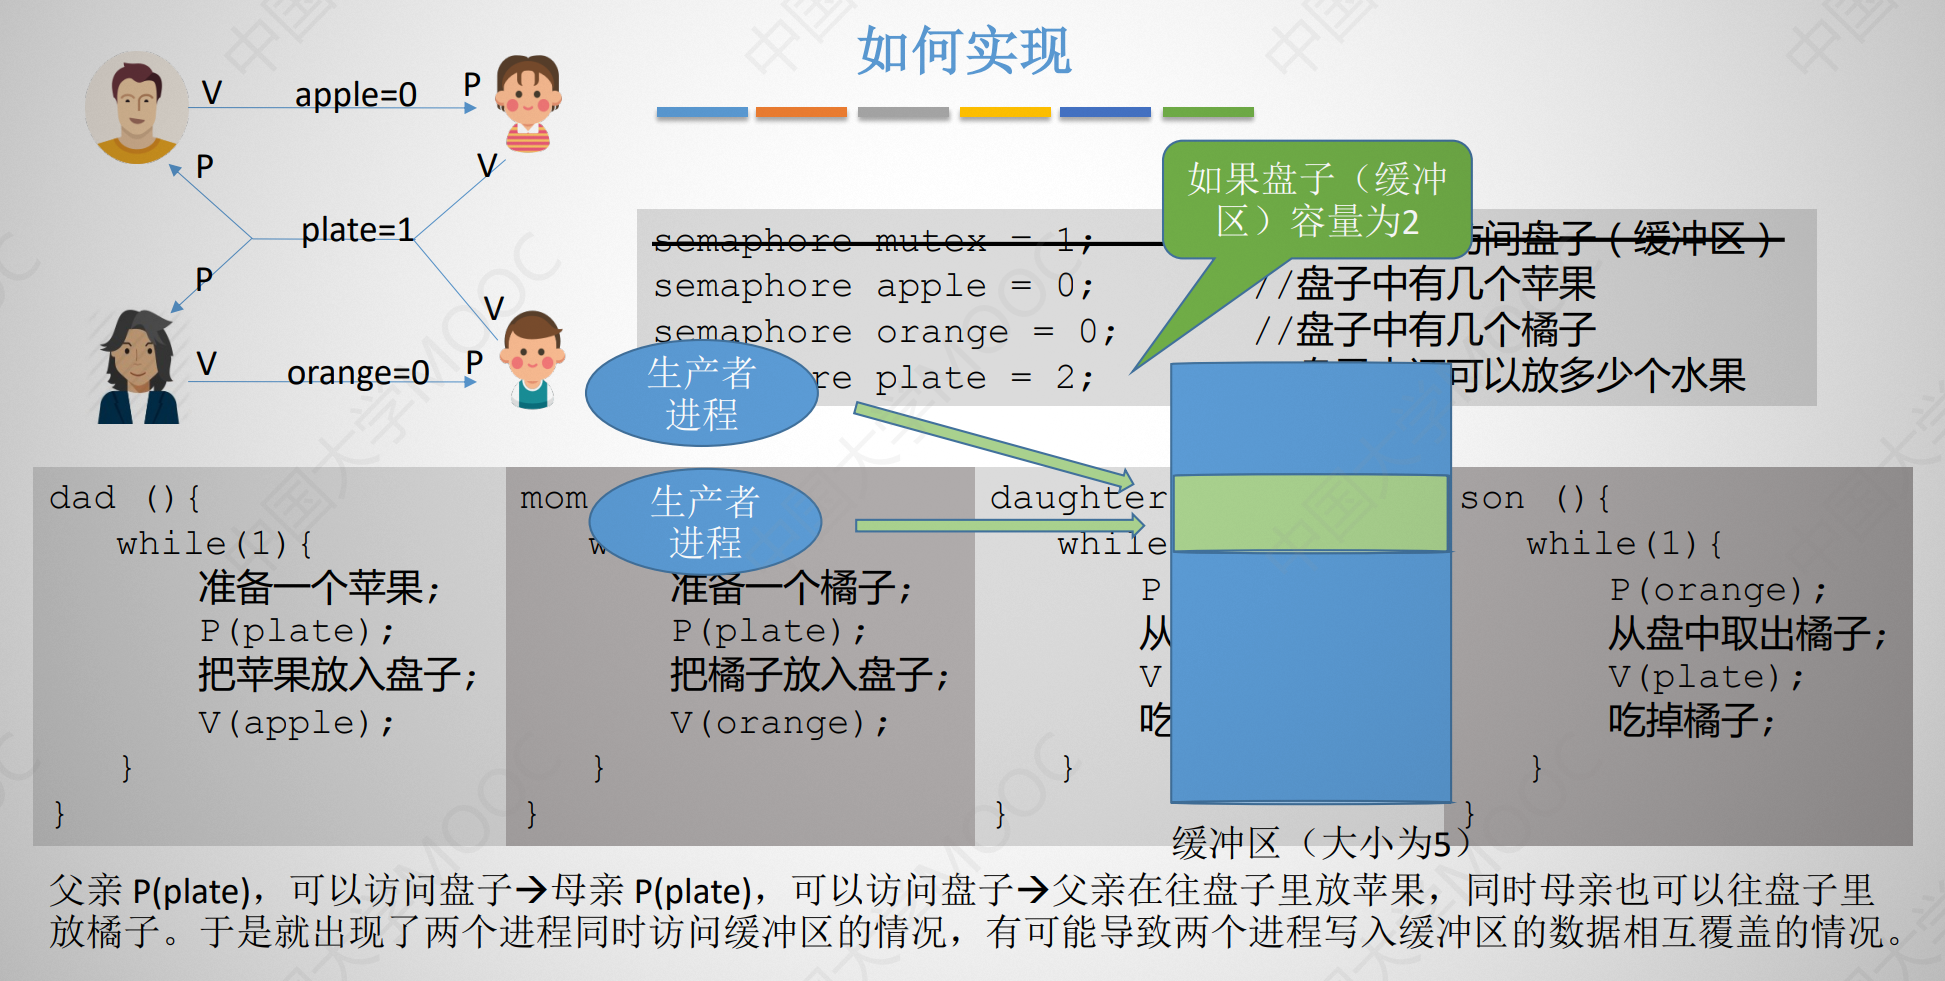 如何实现
V
apple=0
P
P
V
plate=1
P
V
V
orange=0
P
如果盘子（缓冲
区）容量为2
semaphore mutex = 1;
问盘子（缓冲区）
semaphore apple = 0; //盘子中有几个苹果
semaphore orange = 0; //盘子中有几个橘子
re plate = 2;
可以放多少个水果
生产者
进程
生产者
进程
dad (){
while(1){
准备一个苹果;
P(plate);
把苹果放入盘子;
V(apple);
}
}
mom
w
准备一个橘子;
P(plate);
把橘子放入盘子;
V(orange);
}
}
daughter
while
P
从
V
吃
}
}
son (){
while(1){
P(orange);
从盘中取出橘子;
V(plate);
吃掉橘子;
}
}
缓冲区（大小为5）
父亲 P(plate)，可以访问盘子→母亲 P(plate)，可以访问盘子→父亲在往盘子里放苹果，同时母亲也可以往盘子里
放橘子。于是就出现了两个进程同时访问缓冲区的情况，有可能导致两个进程写入缓冲区的数据相互覆盖的情况。
中国大学MOOC